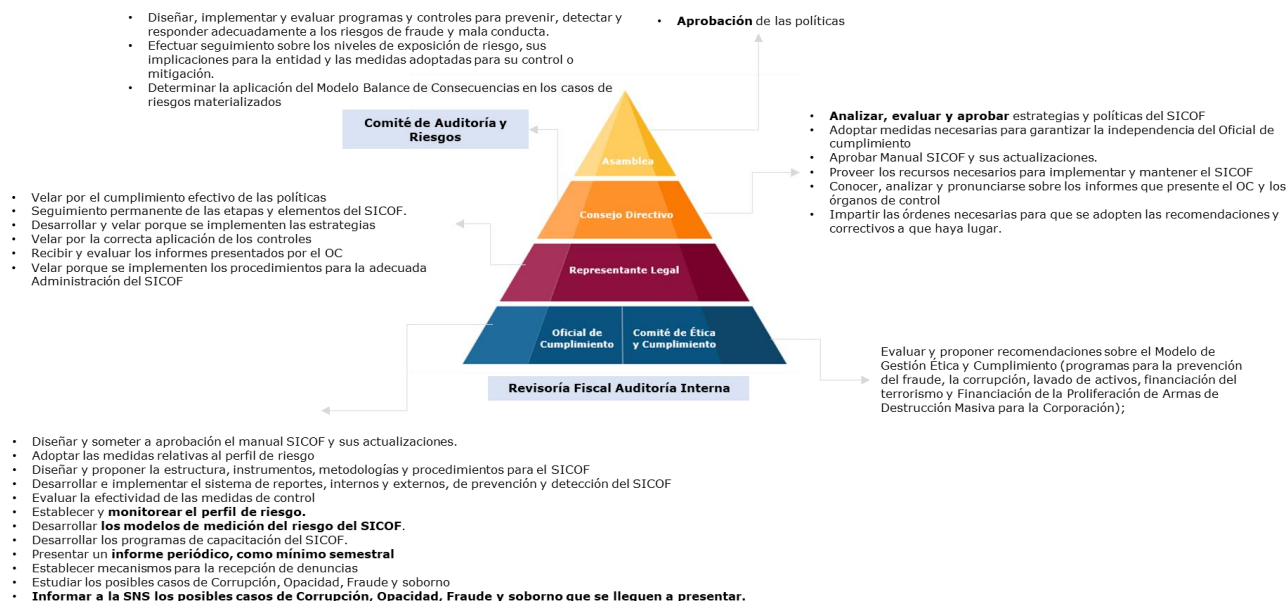 • Diseñar, implementar y evaluar programas y controles para prevenir, detectar y
responder adecuadamente a los riesgos de fraude y mala conducta.
• Efectuar seguimiento sobre los niveles de exposición de riesgo, sus
implicaciones para la entidad y las medidas adoptadas para su control o
mitigación.
• Determinar la aplicación del Modelo Balance de Consecuencias en los casos de
riesgos materializados
• Aprobación de las políticas
Comité de Auditoría y
Riesgos
Asamblea
• Analizar, evaluar y aprobar estrategias y políticas del SICOF
• Adoptar medidas necesarias para garantizar la independencia del Oficial de
cumplimiento
• Aprobar Manual SICOF y sus actualizaciones.
• Proveer los recursos necesarios para implementar y mantener el SICOF
• Conocer, analizar y pronunciarse sobre los informes que presente el OC y los
órganos de control
• Impartir las órdenes necesarias para que se adopten las recomendaciones y
correctivos a que haya lugar.
Consejo Directivo
• Velar por el cumplimiento efectivo de las políticas
• Seguimiento permanente de las etapas y elementos del SICOF.
• Desarrollar y velar porque se implementen las estrategias
• Velar por la correcta aplicación de los controles
• Recibir y evaluar los informes presentados por el OC
• Velar porque se implementen los procedimientos para la adecuada
Administración del SICOF
Representante Legal
Oficial de
Cumplimiento
Comité de Ética
y Cumplimiento
Revisoría Fiscal Auditoría Interna
Evaluar y proponer recomendaciones sobre el Modelo de
Gestión Ética y Cumplimiento (programas para la prevención
del fraude, la corrupción, lavado de activos, financiación del
terrorismo y Financiación de la Proliferación de Armas de
Destrucción Masiva para la Corporación);
• Diseñar y someter a aprobación el manual SICOF y sus actualizaciones.
• Adoptar las medidas relativas al perfil de riesgo
• Diseñar y proponer la estructura, instrumentos, metodologías y procedimientos para el SICOF
• Desarrollar e implementar el sistema de reportes, internos y externos, de prevención y detección del SICOF
• Evaluar la efectividad de las medidas de control
• Establecer y monitorear el perfil de riesgo.
• Desarrollar los modelos de medición del riesgo del SICOF.
• Desarrollar los programas de capacitación del SICOF.
• Presentar un informe periódico, como mínimo semestral
• Establecer mecanismos para la recepción de denuncias
• Estudiar los posibles casos de Corrupción, Opacidad, Fraude y soborno
• Informar a la SNS los posibles casos de Corrupción, Opacidad, Fraude y soborno que se lleguen a presentar.